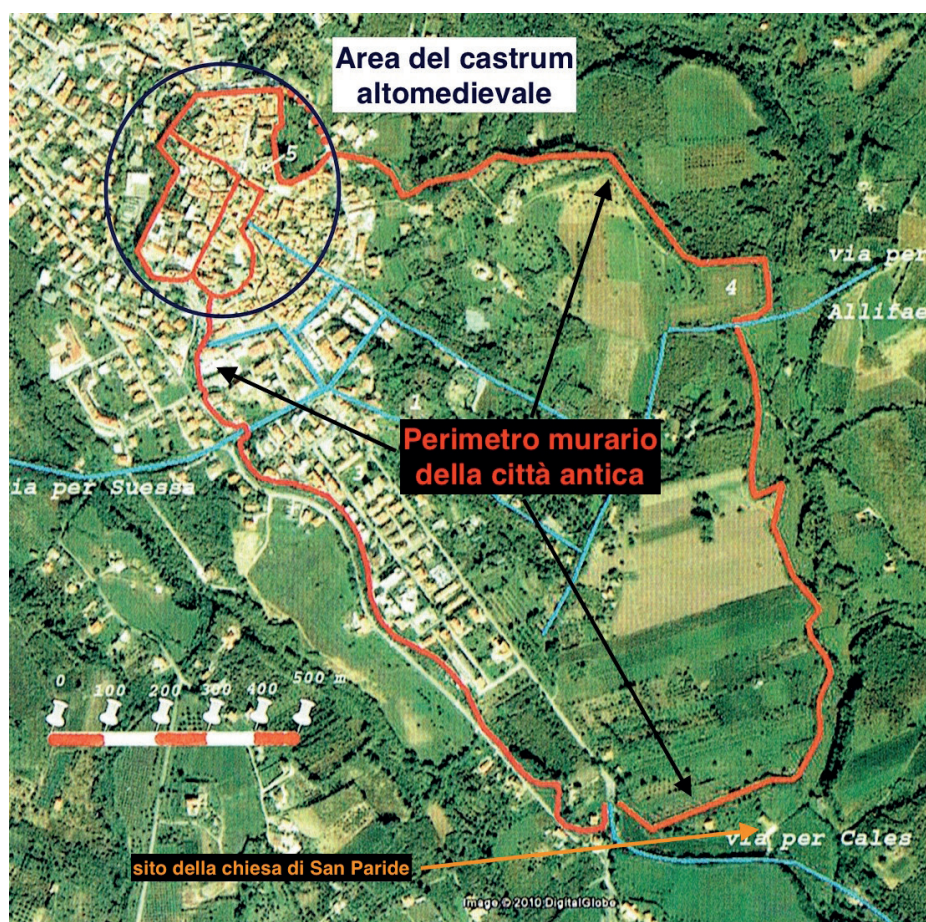 Area del castrum
altomedievale
5
via per
4
Allifae
1
Perimetro murario
della città antica
3
via per Suessa
0 100 200 300 400 500 m
via per Cales
sito della chiesa di San Paride
Image © 2010 DigitalGlobe